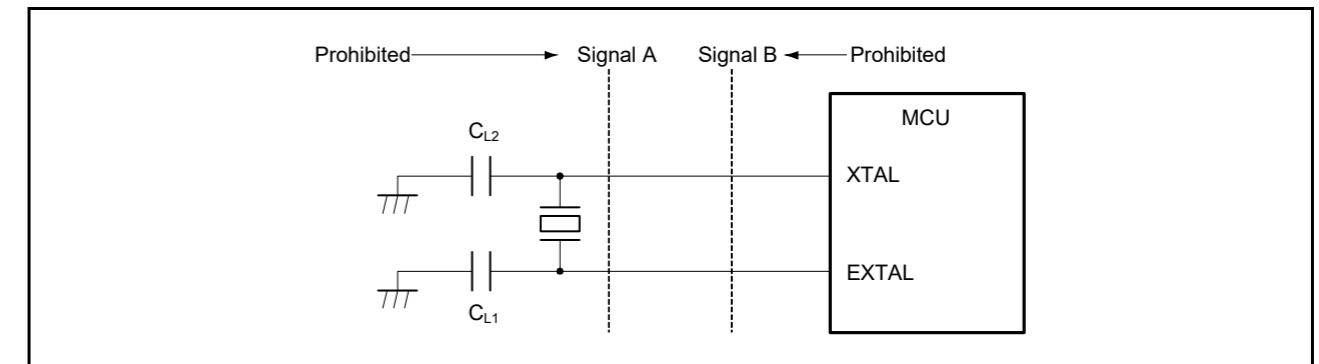 Prohibited Signal A Signal B Prohibited
MCU
CL2
XTAL
EXTAL
CL1